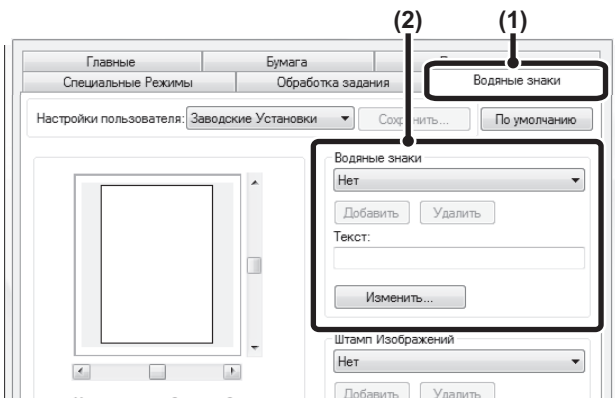 (2) (1)
Главные Бумага
Специальные Режимы Обработка задания Водяные знаки
Настройки пользователя: Заводские Установки Сохранить... По умолчанию
Водяные знаки
Нет
Добавить Удалить
Текст:
Изменить...
Штамп Изображений
Нет
Добавить Удалить